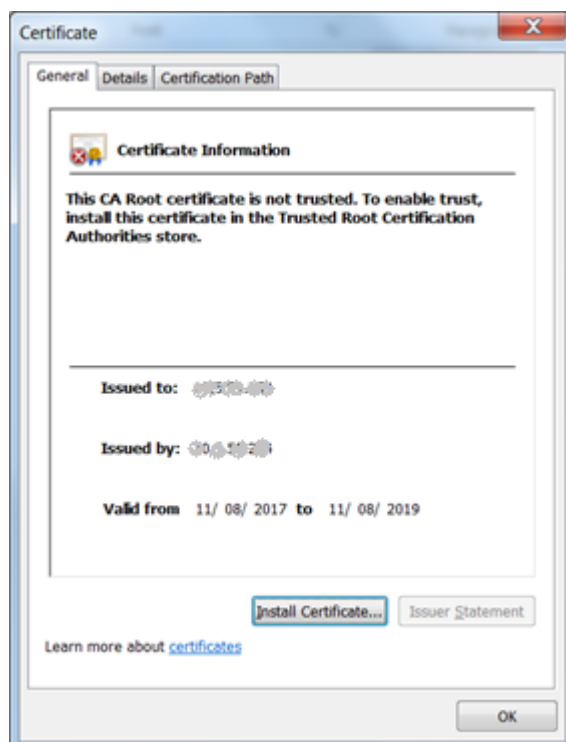 Certificate
General Details Certification Path
Certificate Information
This CA Root certificate is not trusted. To enable trust,
install this certificate in the Trusted Root Certification
Authorities store.
Issued to:
Issued by:
Valid from 11/ 08/ 2017 to 11/ 08/ 2019
Install Certificate... Issuer Statement
Learn more about certificates
OK